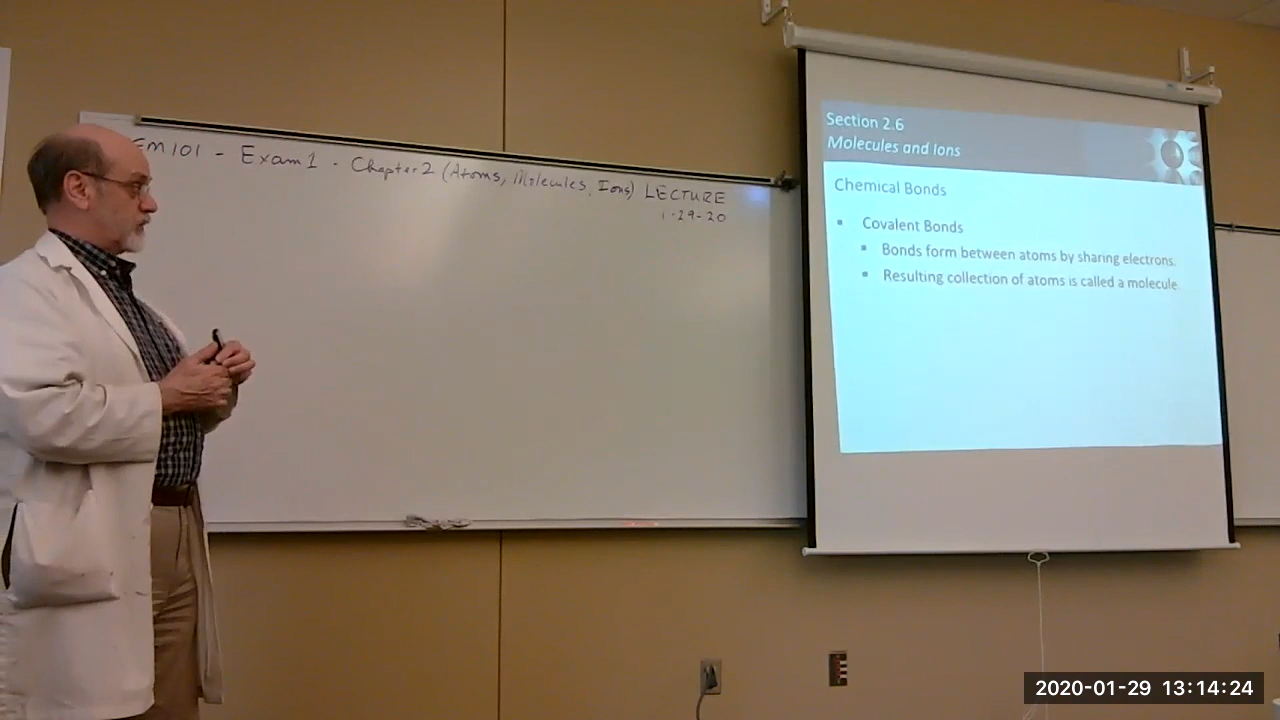 EM101 - Exam 1 - Chapter 2 (Atoms, Molecules, Ions) LECTURE
1-29-20
Section 2.6
Molecules and Ions
Chemical Bonds
▪ Covalent Bonds
▪ Bonds form between atoms by sharing electrons.
▪ Resulting collection of atoms is called a molecule.
2020-01-29 13:14:24